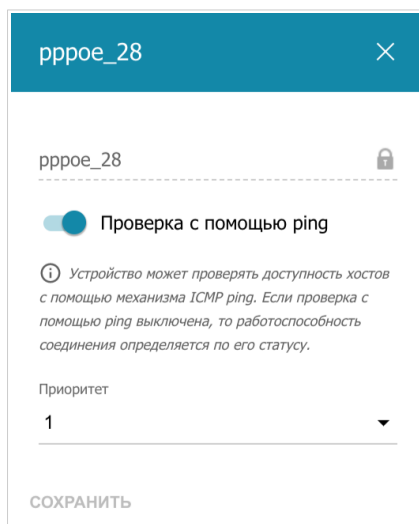 pppoe_28
pppoe_28
Проверка с помощью ping
Устройство может проверять доступность хостов
с помощью механизма ICMP ping. Если проверка с
помощью ping выключена, то работоспособность
соединения определяется по его статусу.
Приоритет
1
СОХРАНИТЬ